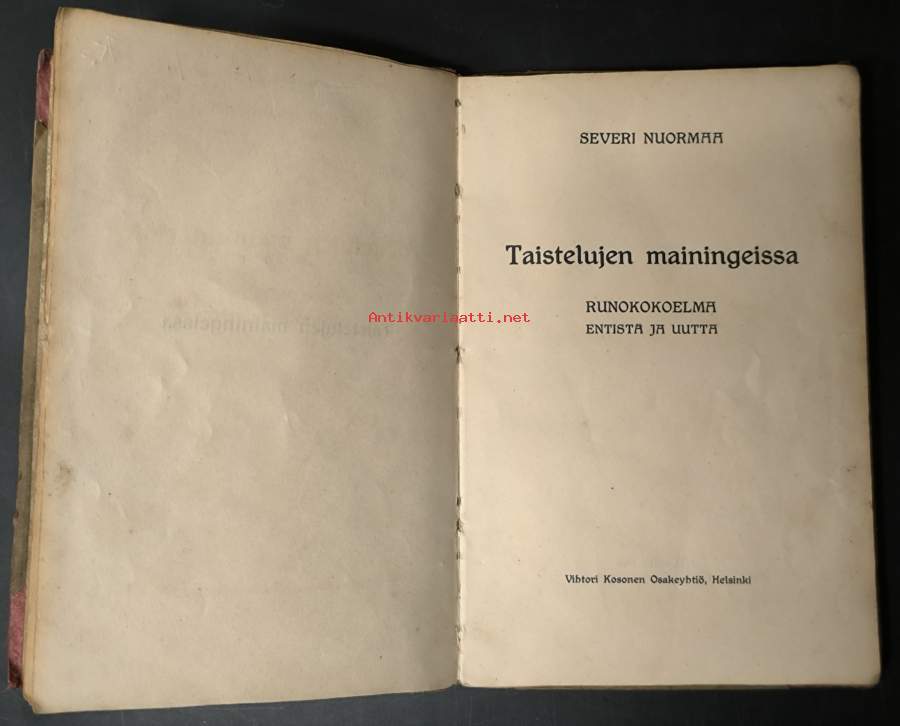 SEVERI NUORMAA
Taistelujen mainingeissa
RUNOKOKOELMA
ENTISTÄ JA UUTTA
Antikvariaatti.net
Vihtori Kosonen Osakeyhtiö, Helsinki